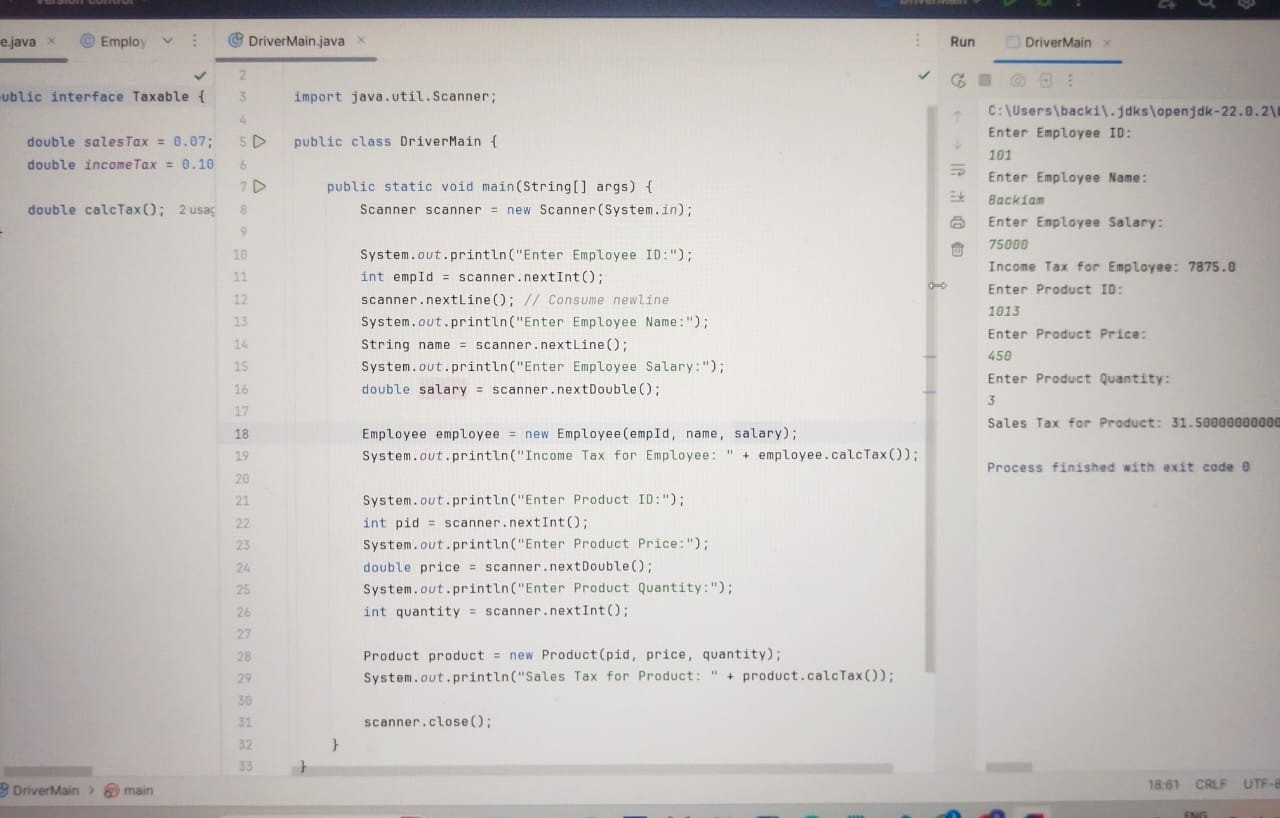 Version control
DriverMain
e.java
Employ
ublic interface Taxable {
double salesTax = 0.07;
double incomeTax = 0.10
double calcTax(); 2 usag
DriverMain.java
2
3 import java.util.Scanner;
4
5 public class DriverMain {
6
7 public static void main(String[] args) {
8 Scanner scanner = new Scanner(System.in);
9
10 System.out.println("Enter Employee ID:");
11 int empId = scanner.nextInt();
12 scanner.nextLine(); // Consume newline
13 System.out.println("Enter Employee Name:");
14 String name = scanner.nextLine();
15 System.out.println("Enter Employee Salary:");
16 double salary = scanner.nextDouble();
17
18 Employee employee = new Employee(empId, name, salary);
19 System.out.println("Income Tax for Employee: " + employee.calcTax());
20
21 System.out.println("Enter Product ID:");
22 int pid = scanner.nextInt();
23 System.out.println("Enter Product Price:");
24 double price = scanner.nextDouble();
25 System.out.println("Enter Product Quantity:");
26 int quantity = scanner.nextInt();
27
28 Product product = new Product(pid, price, quantity);
29 System.out.println("Sales Tax for Product: " + product.calcTax());
30
31 scanner.close();
32 }
33 }
Run DriverMain
C:\Users\backi\.jdks\openjdk-22.0.2\
Enter Employee ID:
101
Enter Employee Name:
Backiam
Enter Employee Salary:
75000
Income Tax for Employee: 7875.0
Enter Product ID:
1013
Enter Product Price:
450
Enter Product Quantity:
3
Sales Tax for Product: 31.50000000000
Process finished with exit code 0
DriverMain > main
18:61 CRLF UTF-8
ENG